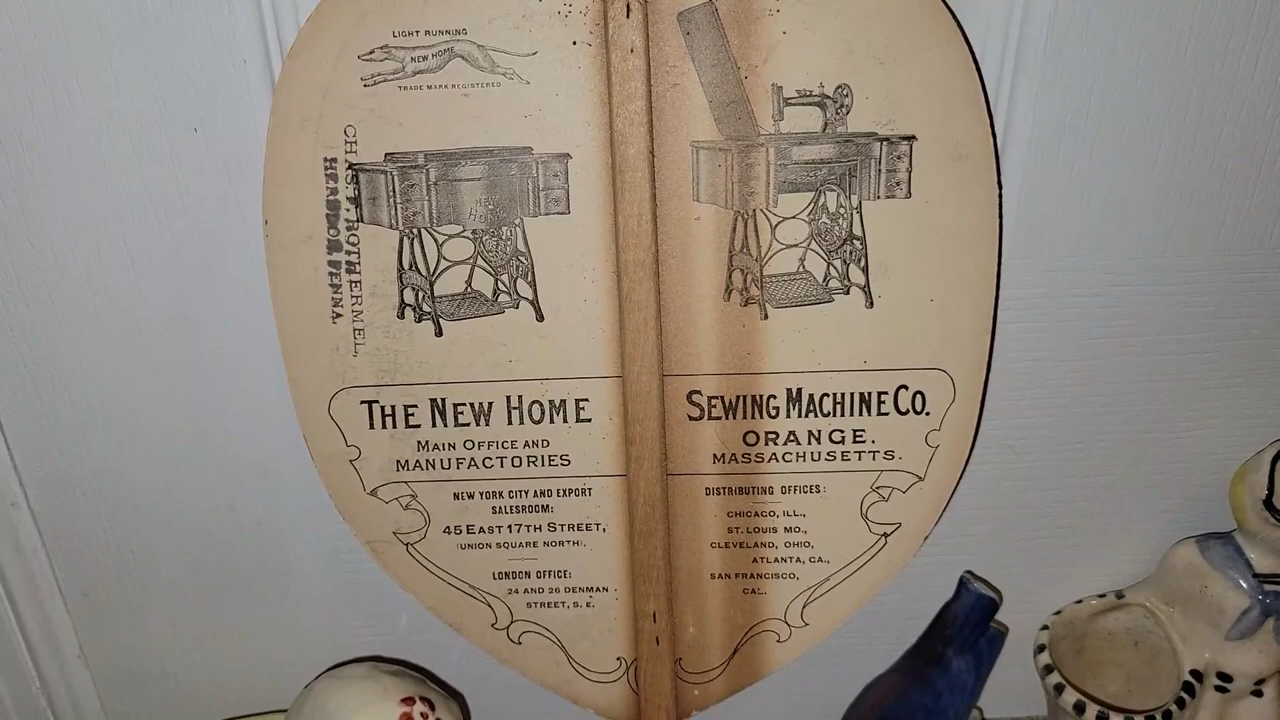 LIGHT RUNNING
NEW HOME
TRADE MARK REGISTERED
CHAS. F. ROTHERMEL,
HERNDON, PENNA.
NEW
HOME
THE NEW HOME
MAIN OFFICE AND
MANUFACTORIES
NEW YORK CITY AND EXPORT
SALESROOM:
45 EAST 17TH STREET,
(UNION SQUARE NORTH).
LONDON OFFICE:
24 AND 26 DENMAN
STREET, S. E.
SEWING MACHINE CO.
ORANGE.
MASSACHUSETTS.
DISTRIBUTING OFFICES:
CHICAGO, ILL.,
ST. LOUIS MO.,
CLEVELAND, OHIO,
ATLANTA, GA.,
SAN FRANCISCO,
CAL.